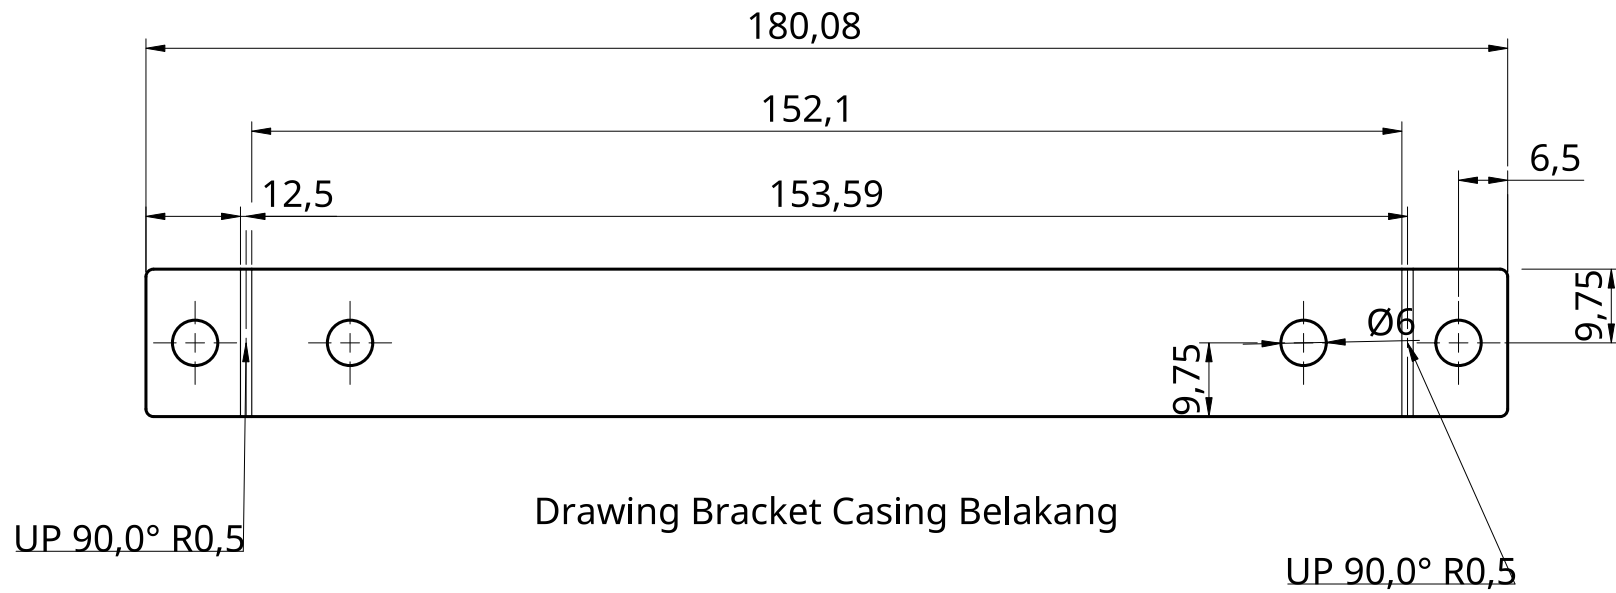 180,08
152,1
6,5
12,5
153,59
9,75
Ø6
9,75
Drawing Bracket Casing Belakang
UP 90,0° R0,5
UP 90,0° R0,5